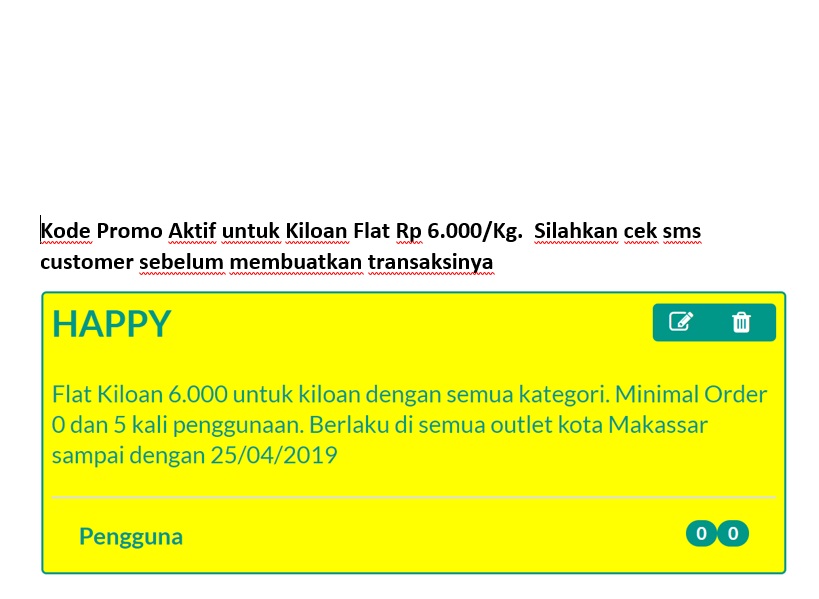 Kode Promo Aktif untuk Kiloan Flat Rp 6.000/Kg.  Silahkan cek sms
customer sebelum membuatkan transaksinya
HAPPY
Flat Kiloan 6.000 untuk kiloan dengan semua kategori. Minimal Order
0 dan 5 kali penggunaan. Berlaku di semua outlet kota Makassar
sampai dengan 25/04/2019
Pengguna 0 0